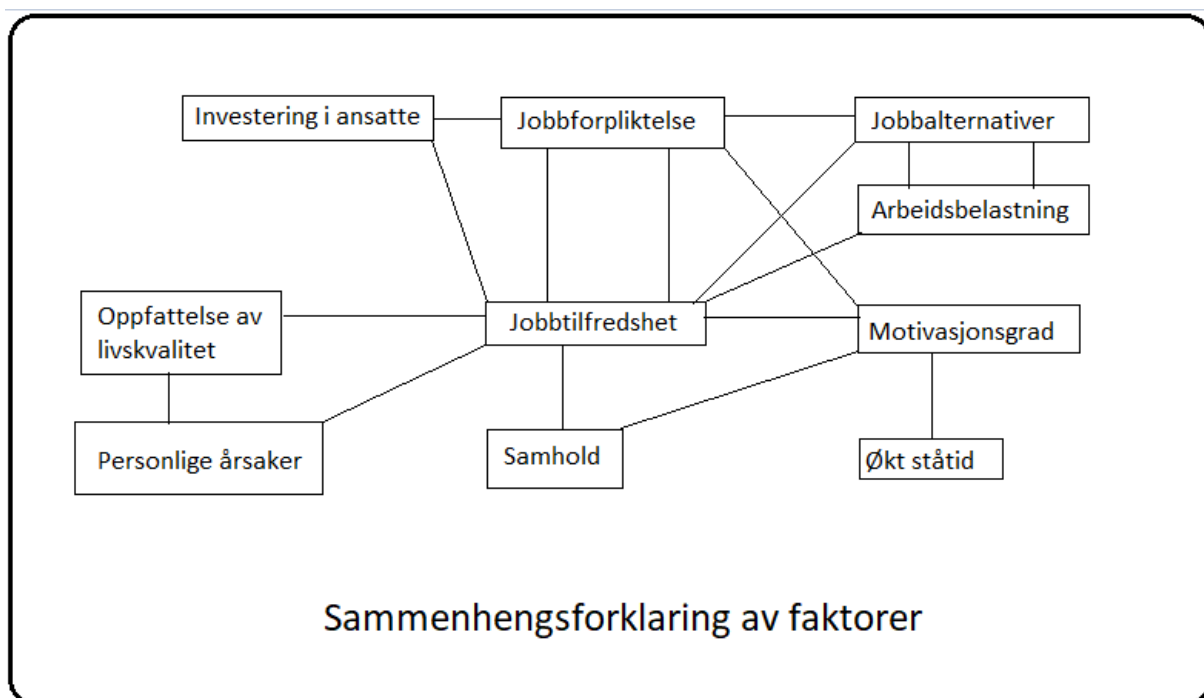 Investering i ansatte
Jobbforpliktelse
Jobbalternativer
Arbeidsbelastning
Oppfattelse av
livskvalitet
Jobbtilfredshet
Motivasjonsgrad
Personlige årsaker
Samhold
Økt ståtid
Sammenhengsforklaring av faktorer